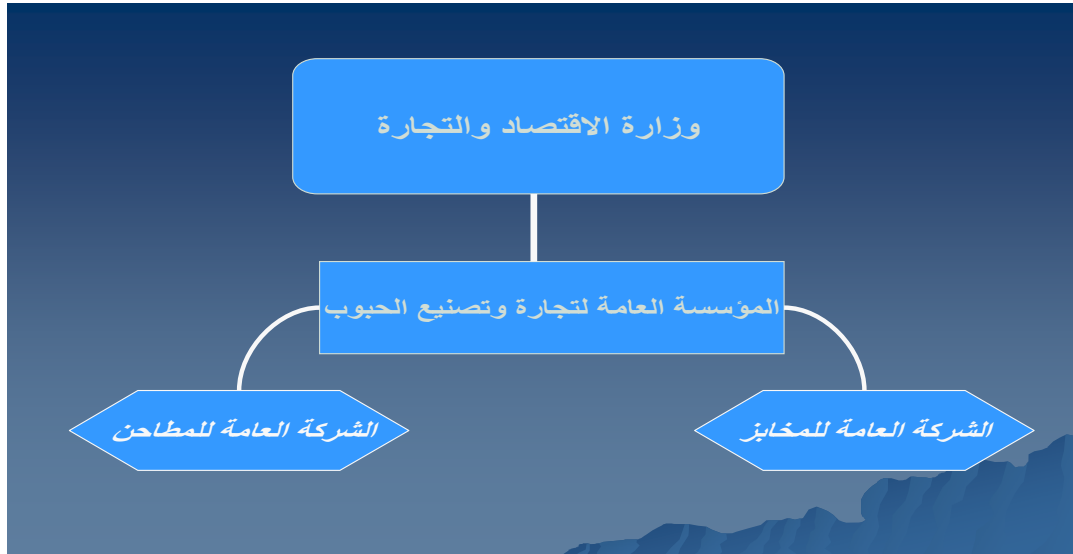 وزارة الاقتصاد والتجارة
المؤسسة العامة لتجارة وتصنيع الحبوب
الشركة العامة للمخابز
الشركة العامة للمطاحن